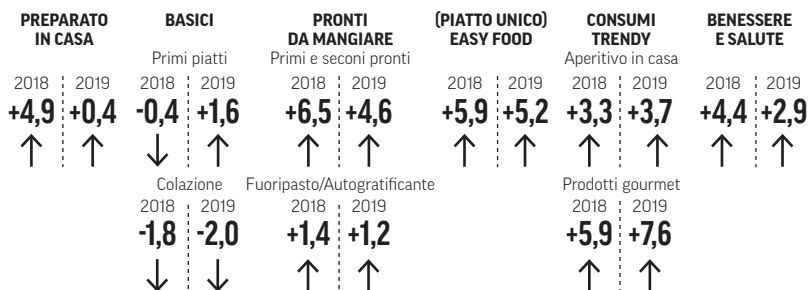 PREPARATO
IN CASA
2018 2019
+4,9 +0,4
BASICI
Primi piatti
2018 2019
-0,4 +1,6
Colazione
2018 2019
-1,8 -2,0
PRONTI
DA MANGIARE
Primi e seconi pronti
2018 2019
+6,5 +4,6
Fuoripasto/Autogratificante
2018 2019
+1,4 +1,2
(PIATTO UNICO)
EASY FOOD
2018 2019
+5,9 +5,2
CONSUMI
TRENDY
Aperitivo in casa
2018 2019
+3,3 +3,7
Prodotti gourmet
2018 2019
+5,9 +7,6
BENESSERE
E SALUTE
2018 2019
+4,4 +2,9